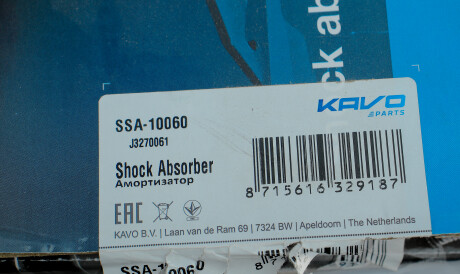 ck ab
KAVO
PARTS
SSA-10060
J3270061
Shock Absorber
Амортизатор
8 715616 329187
EAC
KAVO B.V. | Laan van de Ram 69 | 7324 BW | Apeldoorn | The Netherlands
SSA-10060